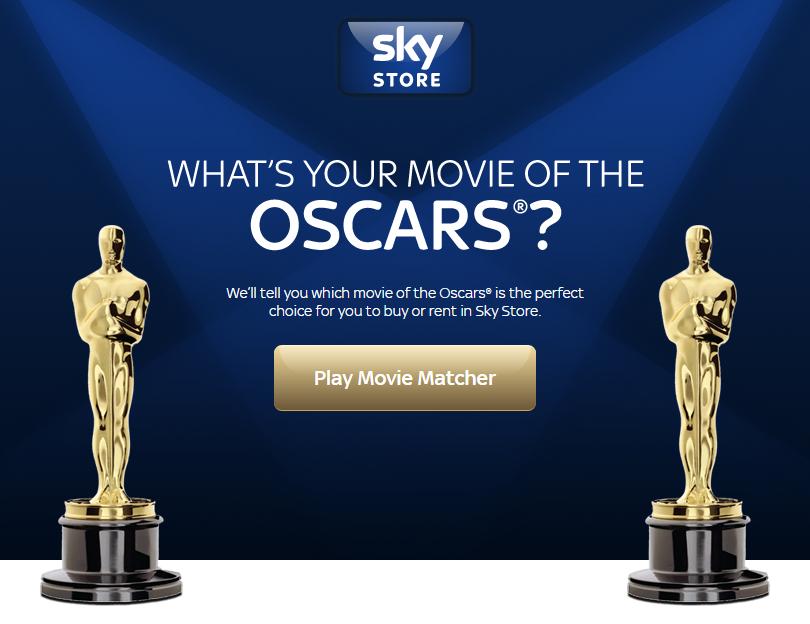 sky
STORE
WHAT'S YOUR MOVIE OF THE
OSCARS®?
We'll tell you which movie of the Oscars® is the perfect
choice for you to buy or rent in Sky Store.
Play Movie Matcher